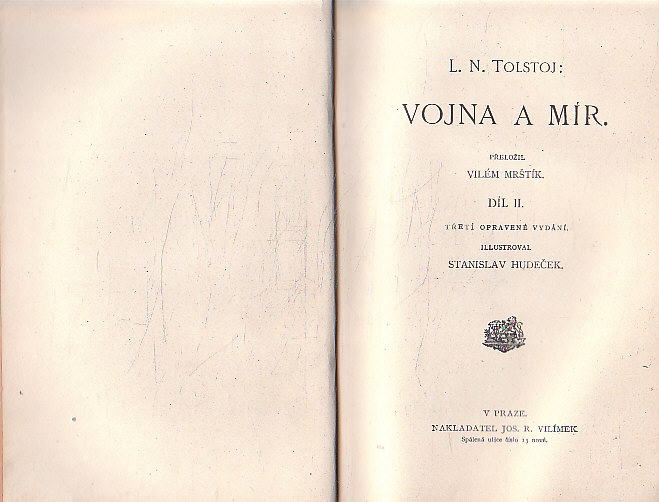 L. N. TOLSTOJ:
VOJNA A MÍR.
PŘELOŽIL
VILÉM MRŠTÍK.
DÍL II.
TŘETÍ OPRAVENÉ VYDÁNÍ.
ILLUSTROVAL
STANISLAV HUDEČEK.
V PRAZE.
NAKLADATEL JOS. R. VILÍMEK
Spálená ulice číslo 13 nové.